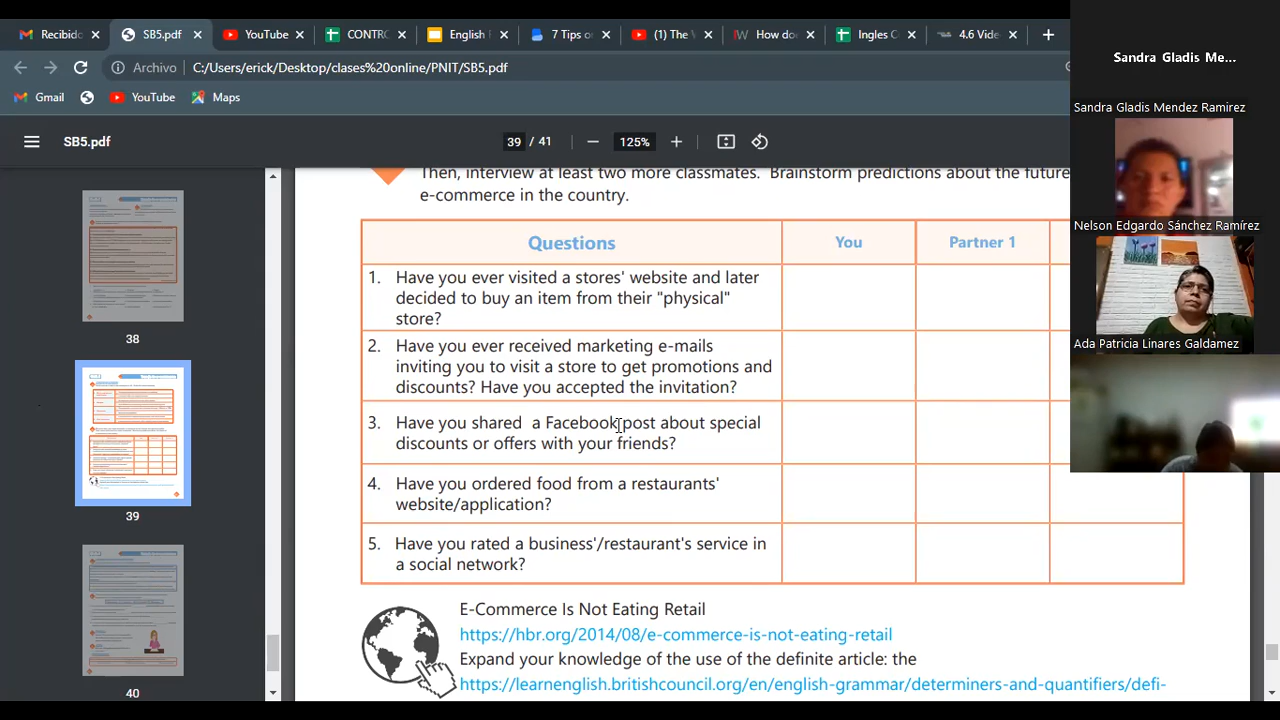 Recibido
SB5.pdf
YouTube
CONTRO
English
7 Tips o
(1) The
How do
Ingles C
4.6 Vide
Archivo
C:/Users/erick/Desktop/clases%20online/PNIT/SB5.pdf
Gmail
YouTube
Maps
SB5.pdf
39 / 41
125%
Sandra Gladis Me...
Sandra Gladis Mendez Ramirez
Nelson Edgardo Sánchez Ramírez
Ada Patricia Linares Galdamez
38
39
40
Then, interview at least two more classmates. Brainstorm predictions about the future
e-commerce in the country.
Questions
You
Partner 1
1. Have you ever visited a stores' website and later
decided to buy an item from their "physical"
store?
2. Have you ever received marketing e-mails
inviting you to visit a store to get promotions and
discounts? Have you accepted the invitation?
3. Have you shared a Facebook post about special
discounts or offers with your friends?
4. Have you ordered food from a restaurants'
website/application?
5. Have you rated a business'/restaurant's service in
a social network?
E-Commerce Is Not Eating Retail
https://hbr.org/2014/08/e-commerce-is-not-eating-retail
Expand your knowledge of the use of the definite article: the
https://learnenglish.britishcouncil.org/en/english-grammar/determiners-and-quantifiers/defi-